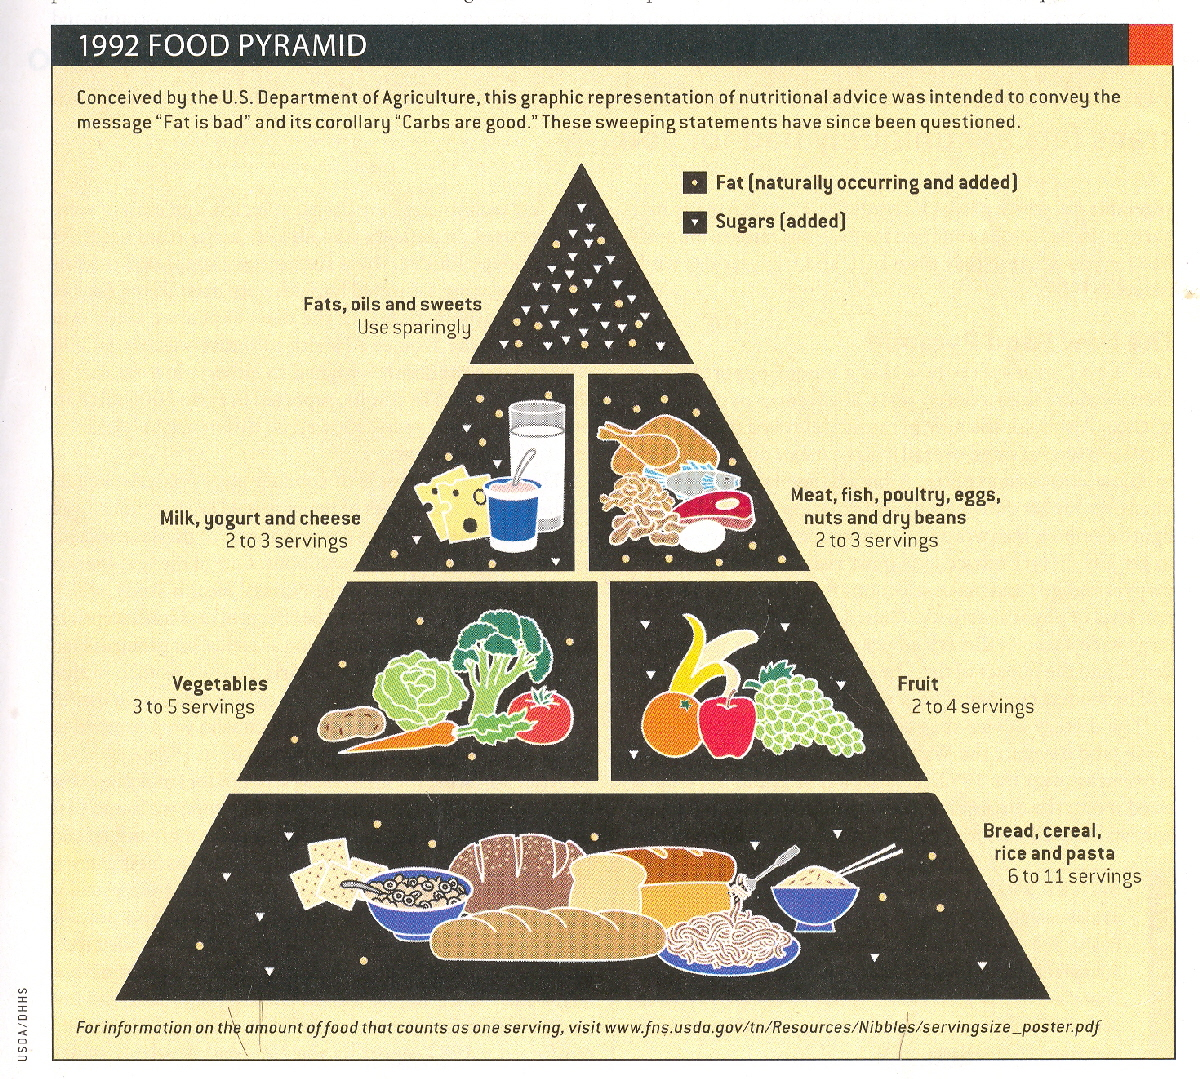 1992 FOOD PYRAMID
Conceived by the U.S. Department of Agriculture, this graphic representation of nutritional advice was intended to convey the
message “Fat is bad” and its corollary “Carbs are good.” These sweeping statements have since been questioned.
Fat (naturally occurring and added)
Sugars (added)
Fats, oils and sweets
Use sparingly
Milk, yogurt and cheese
2 to 3 servings
Meat, fish, poultry, eggs,
nuts and dry beans
2 to 3 servings
Vegetables
3 to 5 servings
Fruit
2 to 4 servings
Bread, cereal,
rice and pasta
6 to 11 servings
For information on the amount of food that counts as one serving, visit www.fns.usda.gov/tn/Resources/Nibbles/servingsize_poster.pdf
USDA/DHHS